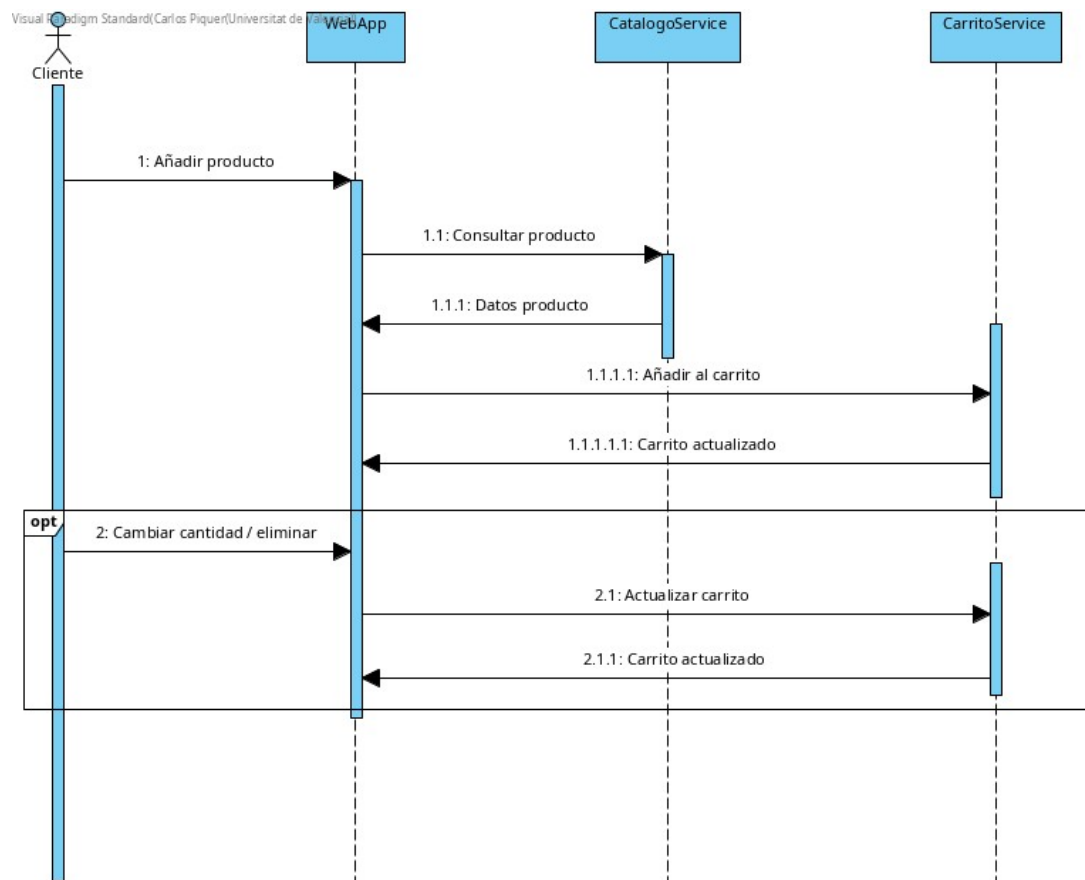 Visual Paradigm Standard(Carlos Piquer(Universitat de
WebApp
CatalogoService
CarritoService
Cliente
1: Añadir producto
1.1: Consultar producto
1.1.1: Datos producto
1.1.1.1: Añadir al carrito
1.1.1.1.1: Carrito actualizado
opt
2: Cambiar cantidad / eliminar
2.1: Actualizar carrito
2.1.1: Carrito actualizado